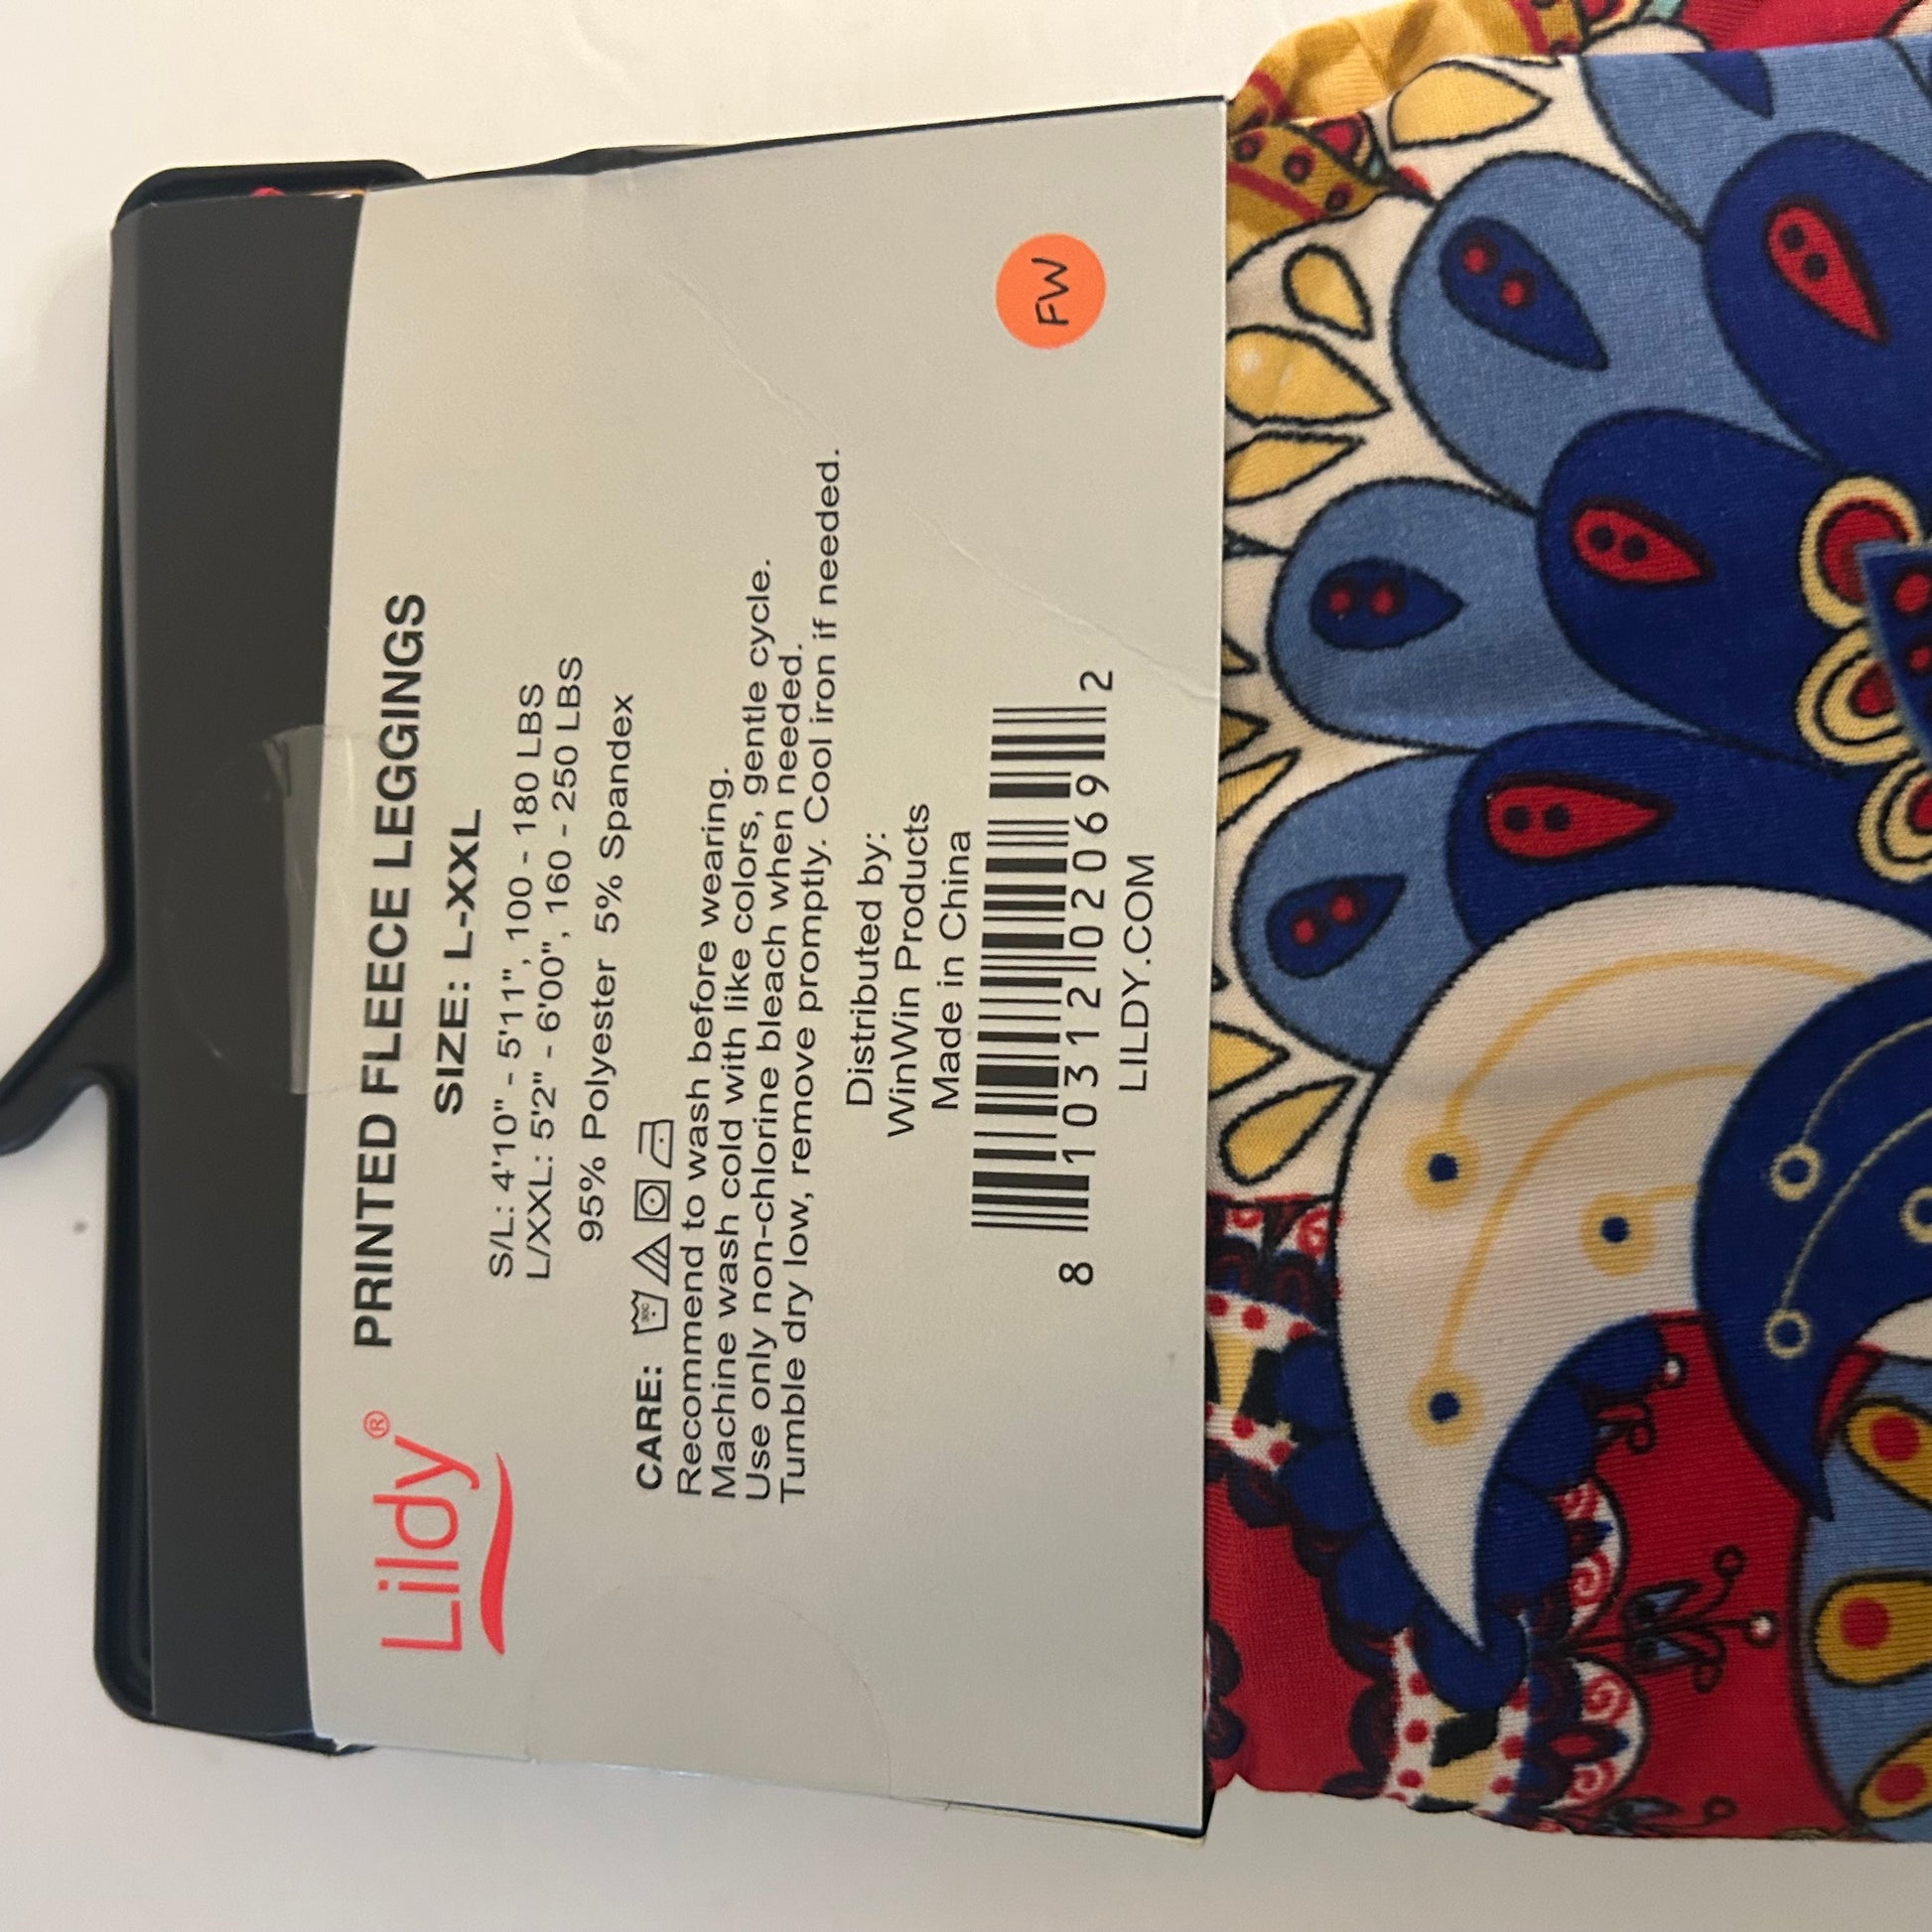 Lildy®
PRINTED FLEECE LEGGINGS
SIZE: L-XXL
S/L: 4'10" - 5'11", 100 - 180 LBS
L/XXL: 5'2" - 6'00", 160 - 250 LBS
95% Polyester 5% Spandex
CARE:
Recommend to wash before wearing.
Machine wash cold with like colors, gentle cycle.
Use only non-chlorine bleach when needed.
Tumble dry low, remove promptly. Cool iron if needed.
Distributed by:
WinWin Products
Made in China
8 10312 02069 2
LILDY.COM
FW